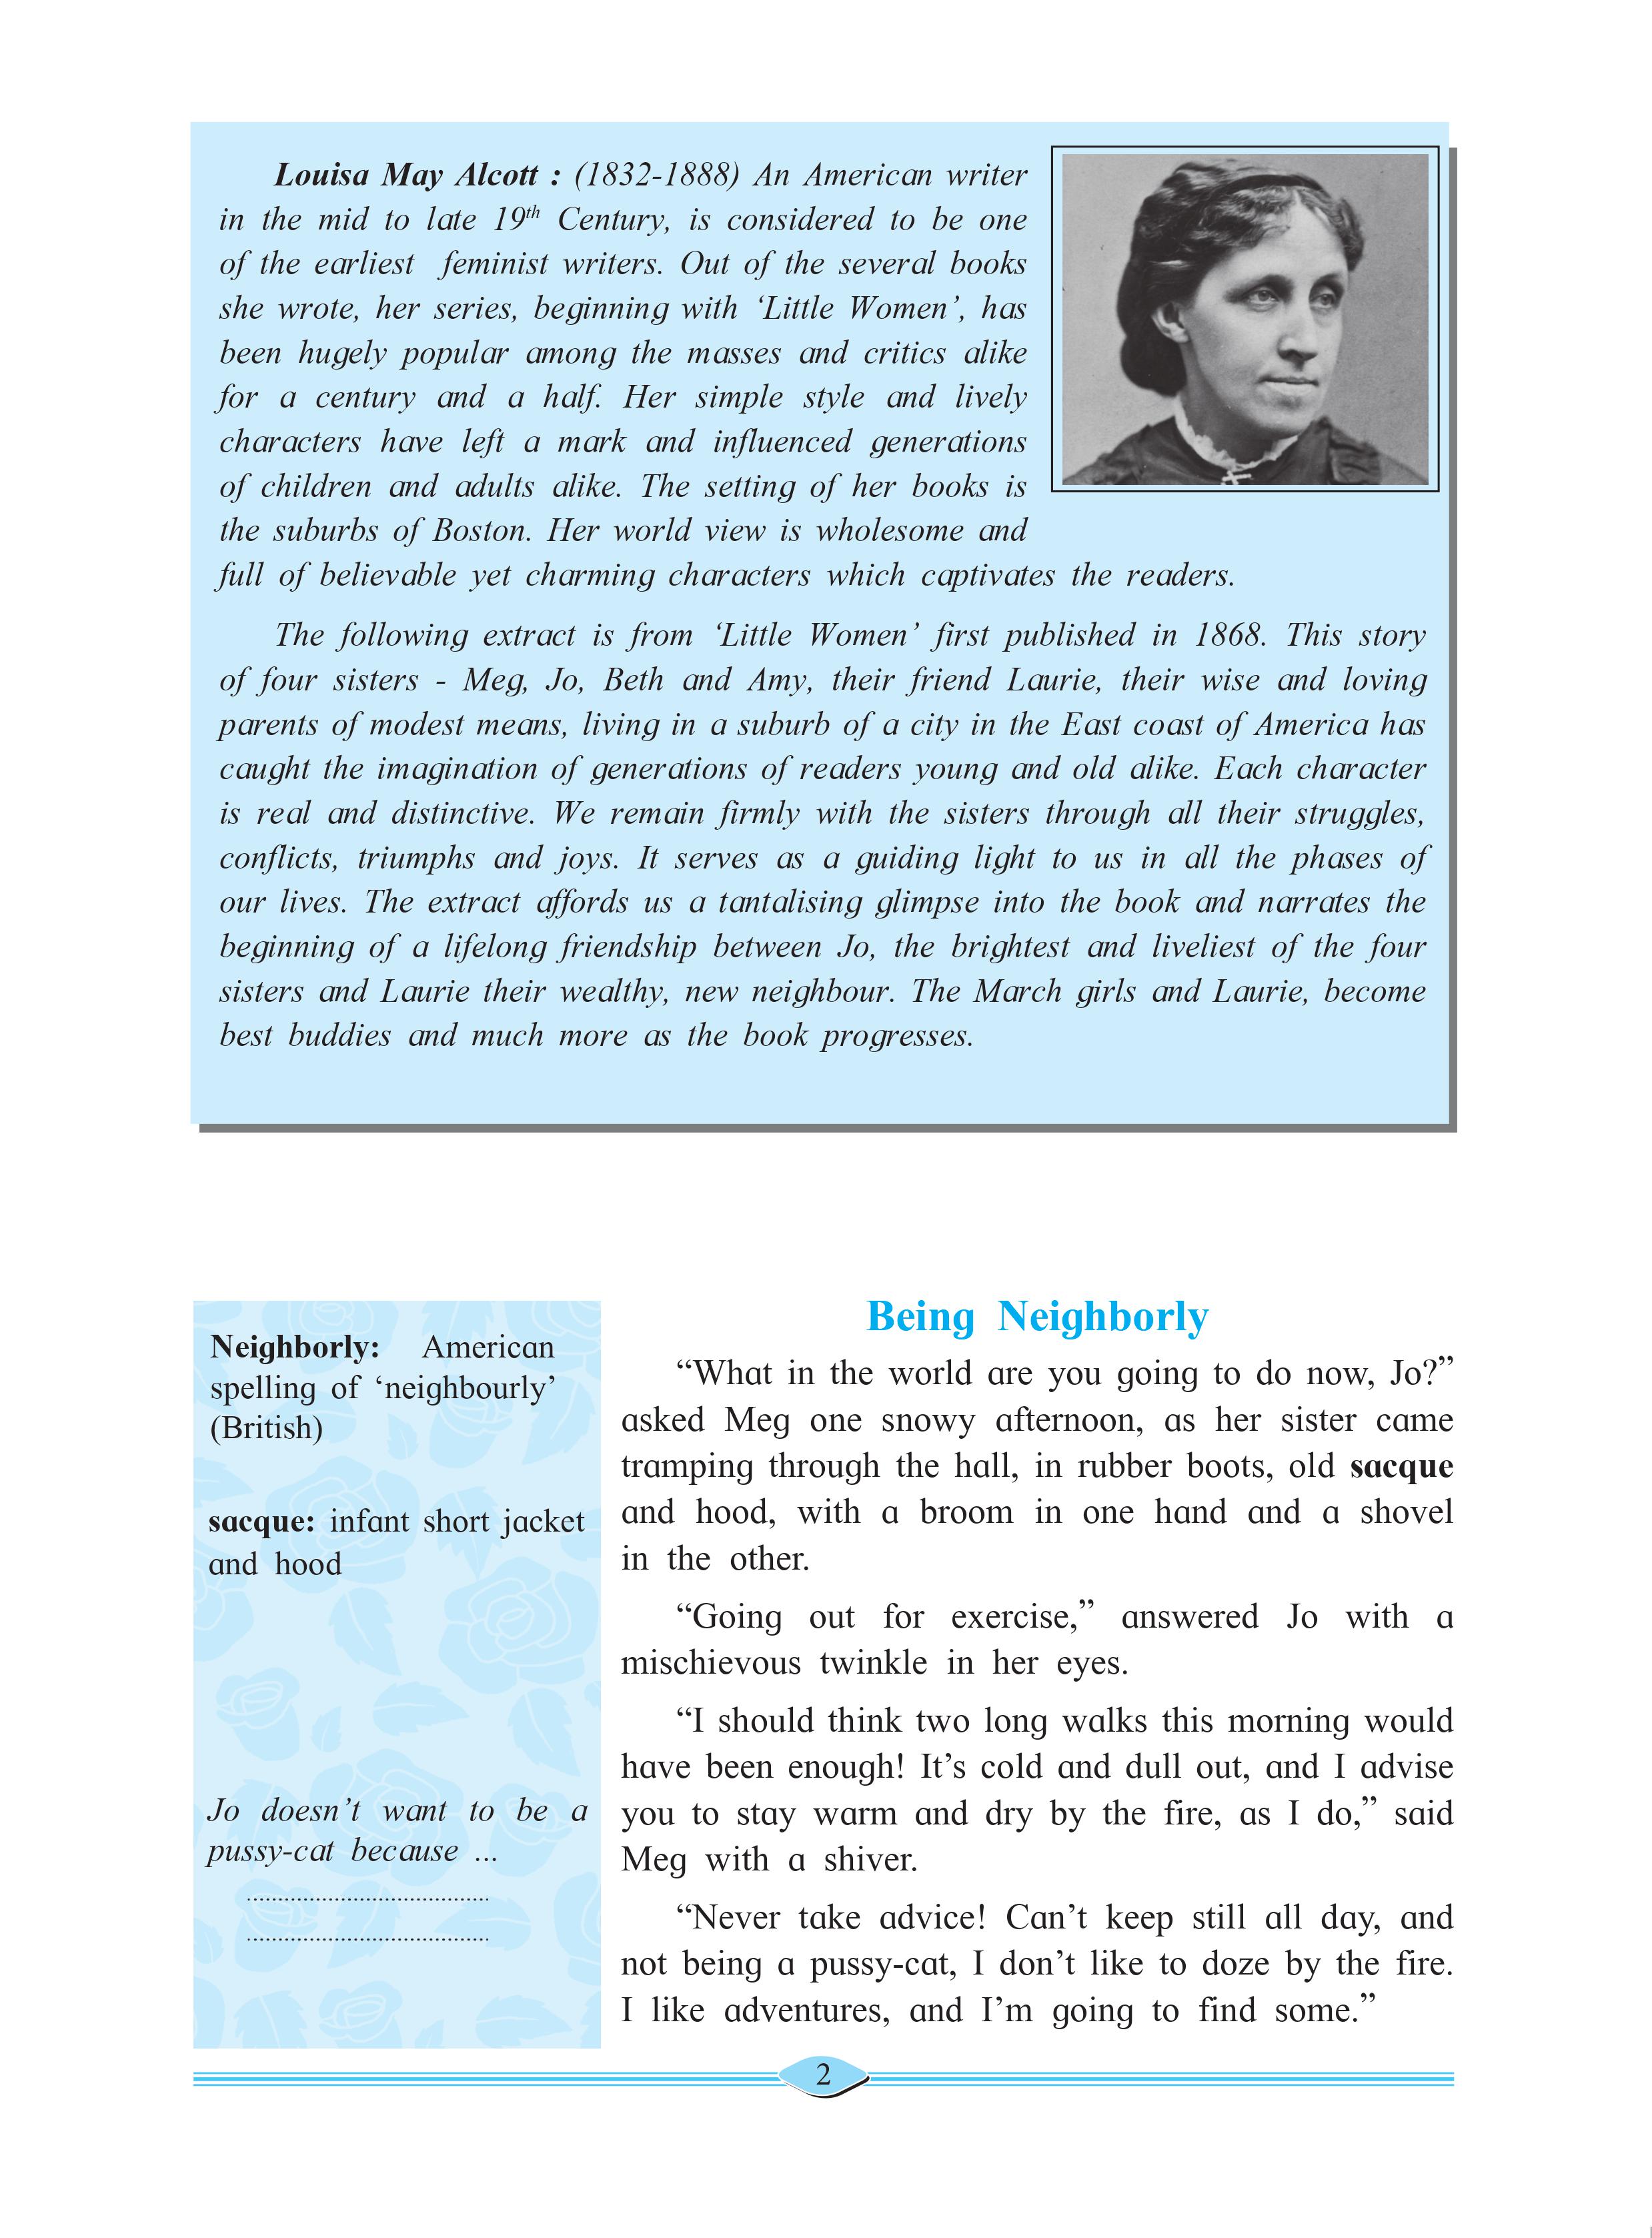 Louisa May Alcott : (1832-1888) An American writer
in the mid to late 19th Century, is considered to be one
of the earliest feminist writers. Out of the several books
she wrote, her series, beginning with ‘Little Women’, has
been hugely popular among the masses and critics alike
for a century and a half. Her simple style and lively
characters have left a mark and influenced generations
of children and adults alike. The setting of her books is
the suburbs of Boston. Her world view is wholesome and
full of believable yet charming characters which captivates the readers.
The following extract is from ‘Little Women’ first published in 1868. This story
of four sisters - Meg, Jo, Beth and Amy, their friend Laurie, their wise and loving
parents of modest means, living in a suburb of a city in the East coast of America has
caught the imagination of generations of readers young and old alike. Each character
is real and distinctive. We remain firmly with the sisters through all their struggles,
conflicts, triumphs and joys. It serves as a guiding light to us in all the phases of
our lives. The extract affords us a tantalising glimpse into the book and narrates the
beginning of a lifelong friendship between Jo, the brightest and liveliest of the four
sisters and Laurie their wealthy, new neighbour. The March girls and Laurie, become
best buddies and much more as the book progresses.
Neighborly: American
spelling of ‘neighbourly’
(British)
sacque: infant short jacket
and hood
Jo doesn’t want to be a
pussy-cat because ...
....................................
....................................
Being Neighborly
“What in the world are you going to do now, Jo?”
asked Meg one snowy afternoon, as her sister came
tramping through the hall, in rubber boots, old sacque
and hood, with a broom in one hand and a shovel
in the other.
“Going out for exercise,” answered Jo with a
mischievous twinkle in her eyes.
“I should think two long walks this morning would
have been enough! It’s cold and dull out, and I advise
you to stay warm and dry by the fire, as I do,” said
Meg with a shiver.
“Never take advice! Can’t keep still all day, and
not being a pussy-cat, I don’t like to doze by the fire.
I like adventures, and I’m going to find some.”
2